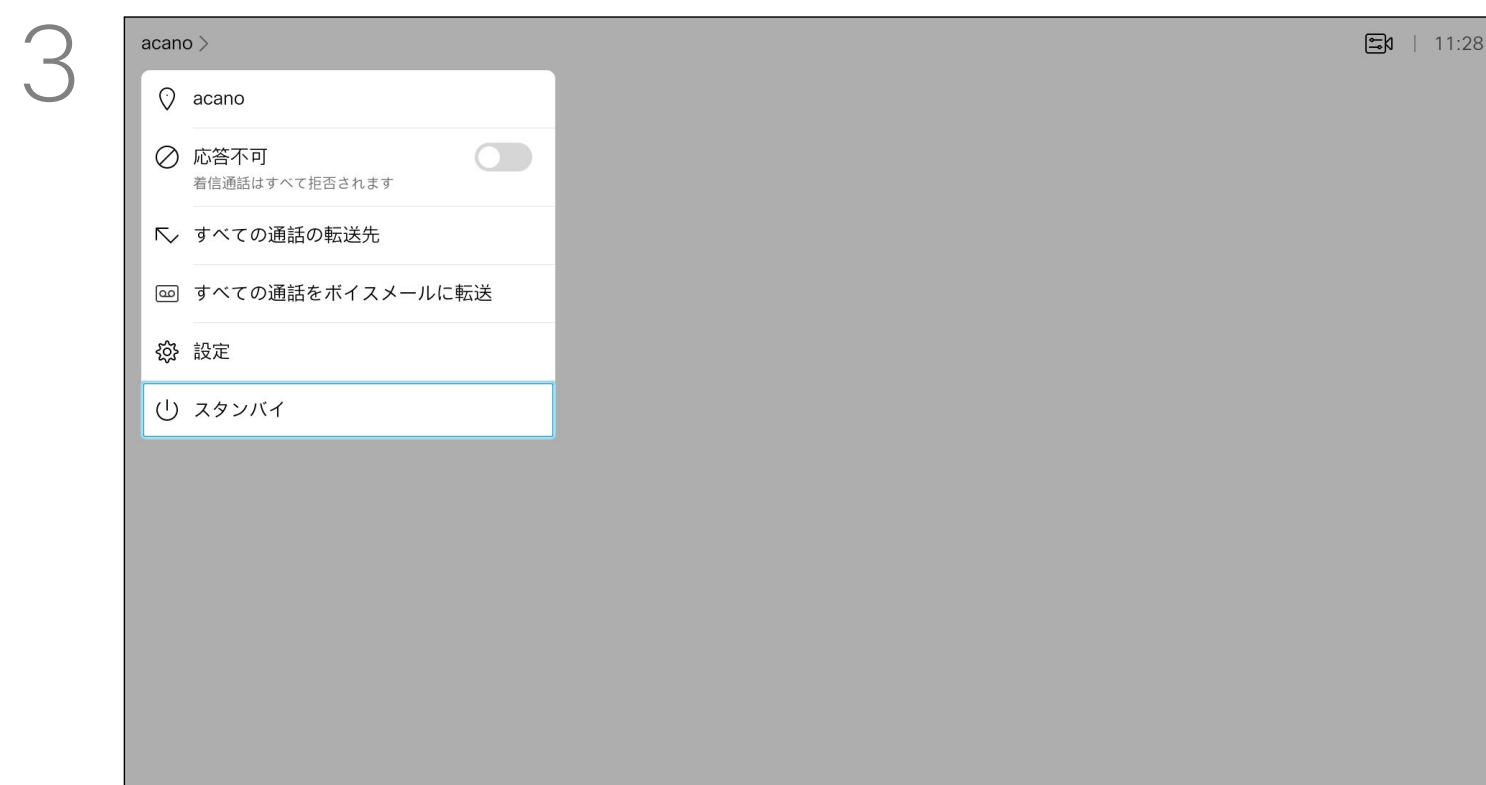 3
acano
11:28
acano
応答不可
着信通話はすべて拒否されます
すべての通話の転送先
すべての通話をボイスメールに転送
設定
スタンバイ